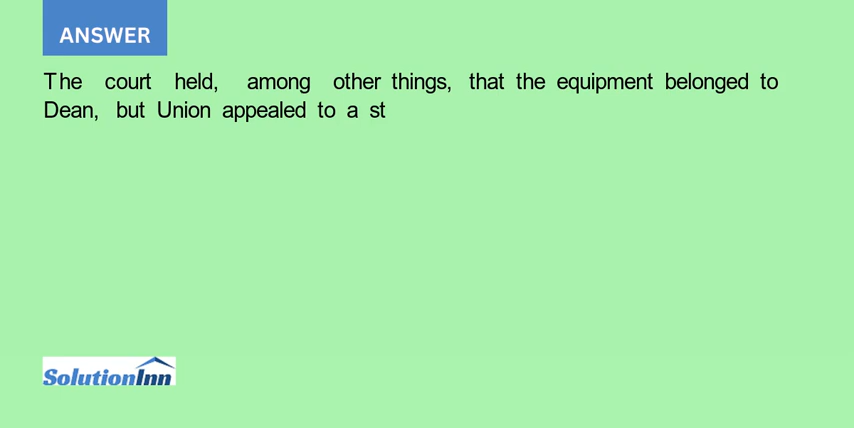 ANSWER
The court held, among other things, that the equipment belonged to
Dean, but Union appealed to a st
SolutionInn